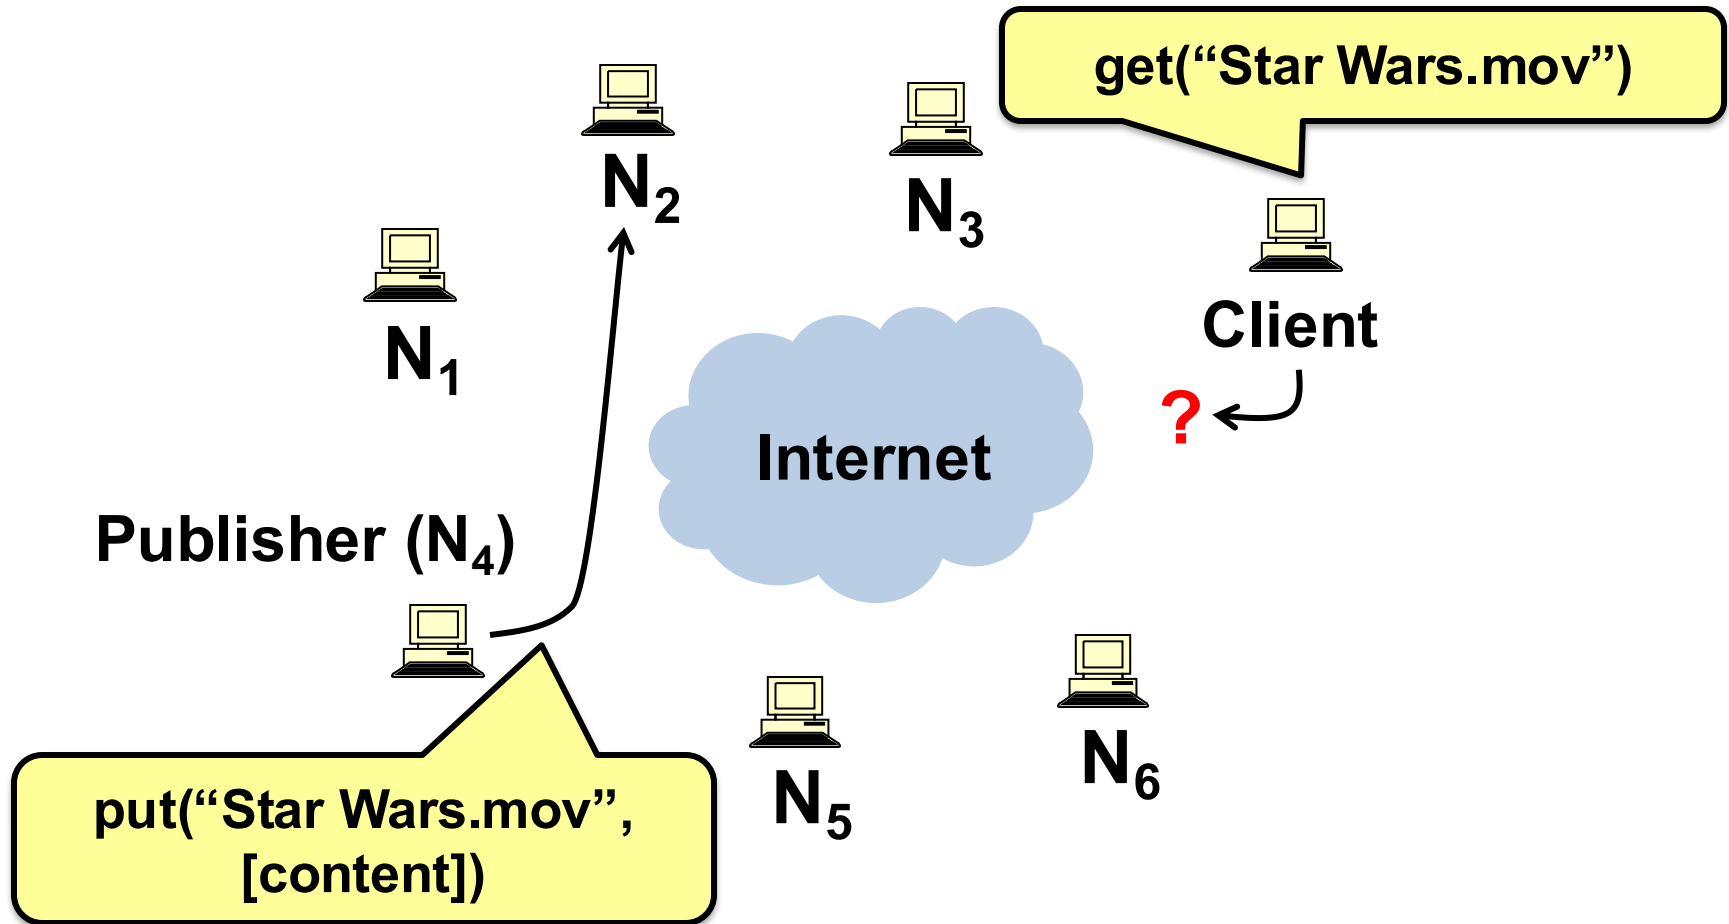 get(“Star Wars.mov”)
N₂
N₃
Client
N₁
?
Internet
Publisher (N₄)
N₆
put(“Star Wars.mov”,
[content])
N₅